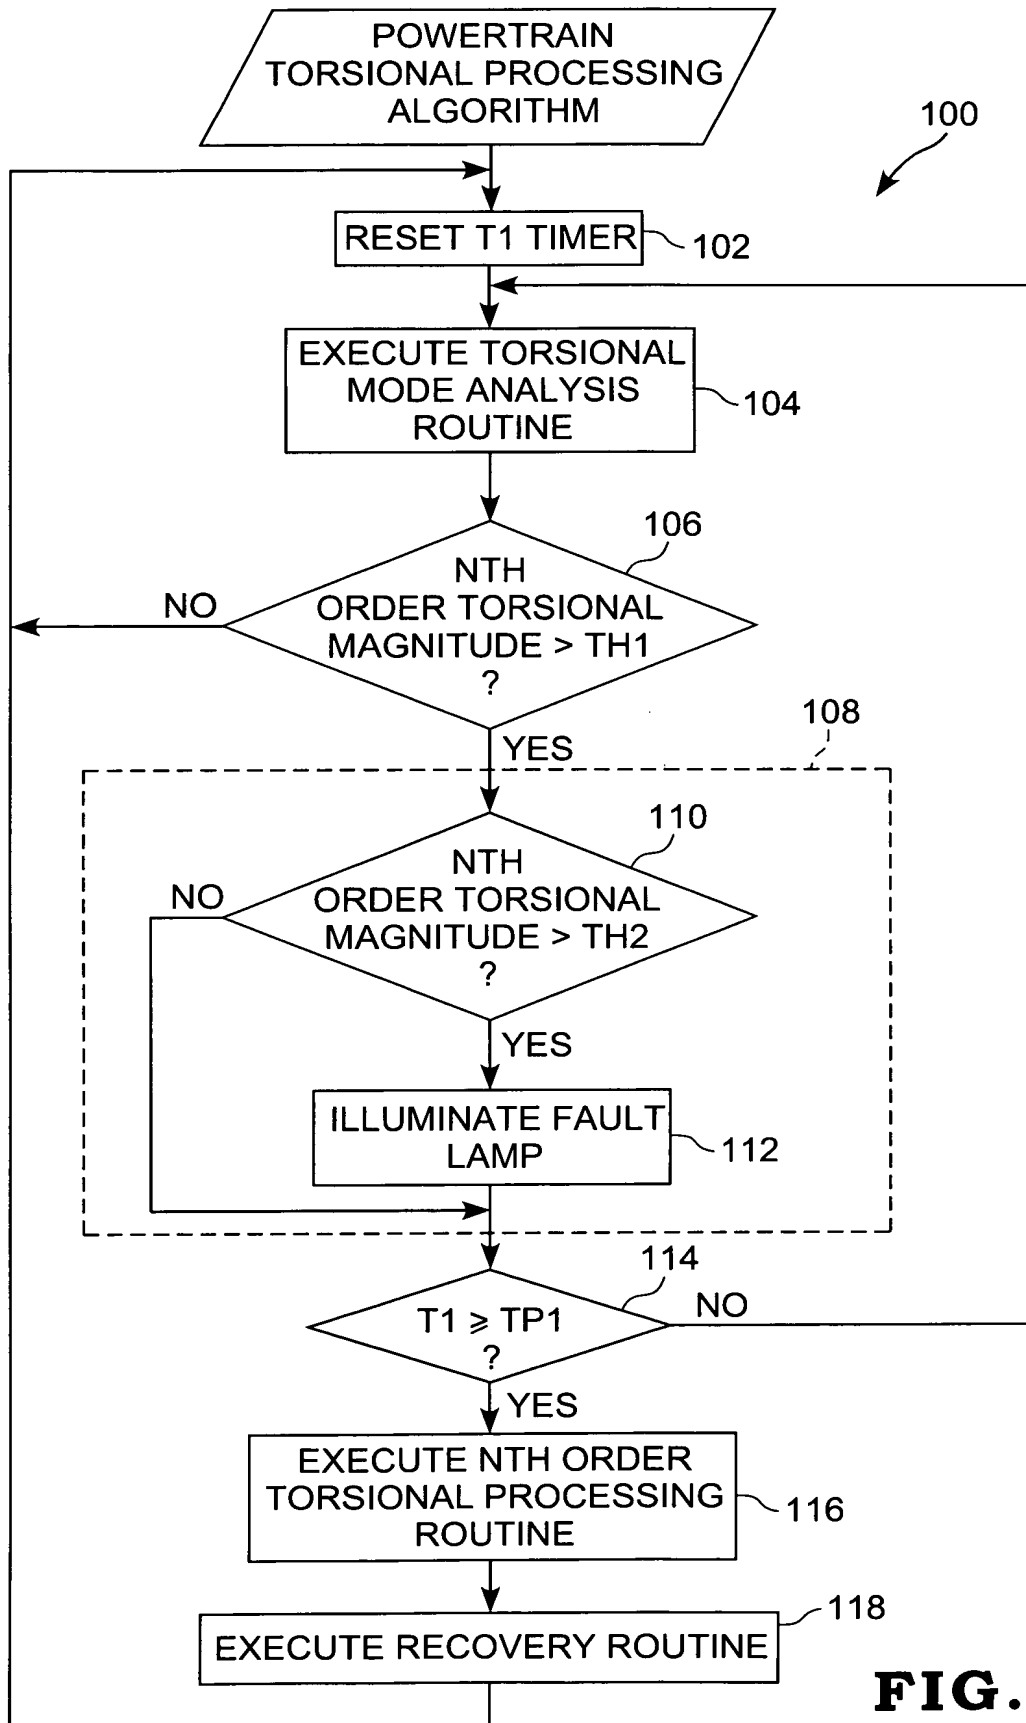 POWERTRAIN
TORSIONAL PROCESSING
ALGORITHM
100
RESET T1 TIMER
102
EXECUTE TORSIONAL
MODE ANALYSIS
ROUTINE
104
106
NTH
ORDER TORSIONAL
MAGNITUDE > TH1
?
NO
YES
108
110
NTH
ORDER TORSIONAL
MAGNITUDE > TH2
?
NO
YES
ILLUMINATE FAULT
LAMP
112
114
T1 ⩾ TP1
?
NO
YES
EXECUTE NTH ORDER
TORSIONAL PROCESSING
ROUTINE
116
118
EXECUTE RECOVERY ROUTINE
FIG.